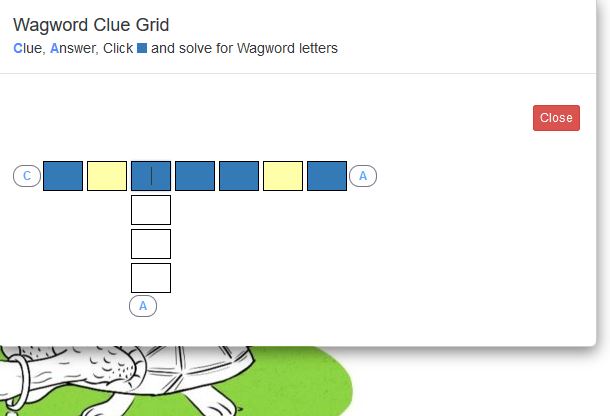 Wagword Clue Grid
Clue, Answer, Click and solve for Wagword letters
Close
C A
A